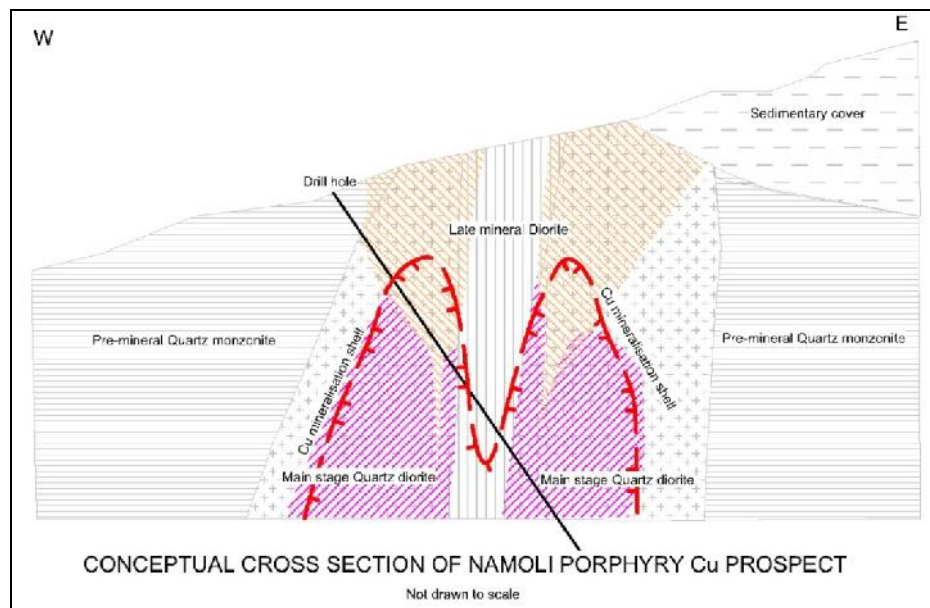 W
E
Sedimentary cover
Drill hole
Late mineral Diorite
Pre-mineral Quartz monzonite
Pre-mineral Quartz monzonite
Cu mineralisation shell
Cu mineralisation shell
Main stage Quartz diorite
Main stage Quartz diorite
CONCEPTUAL CROSS SECTION OF NAMOLI PORPHYRY Cu PROSPECT
Not drawn to scale